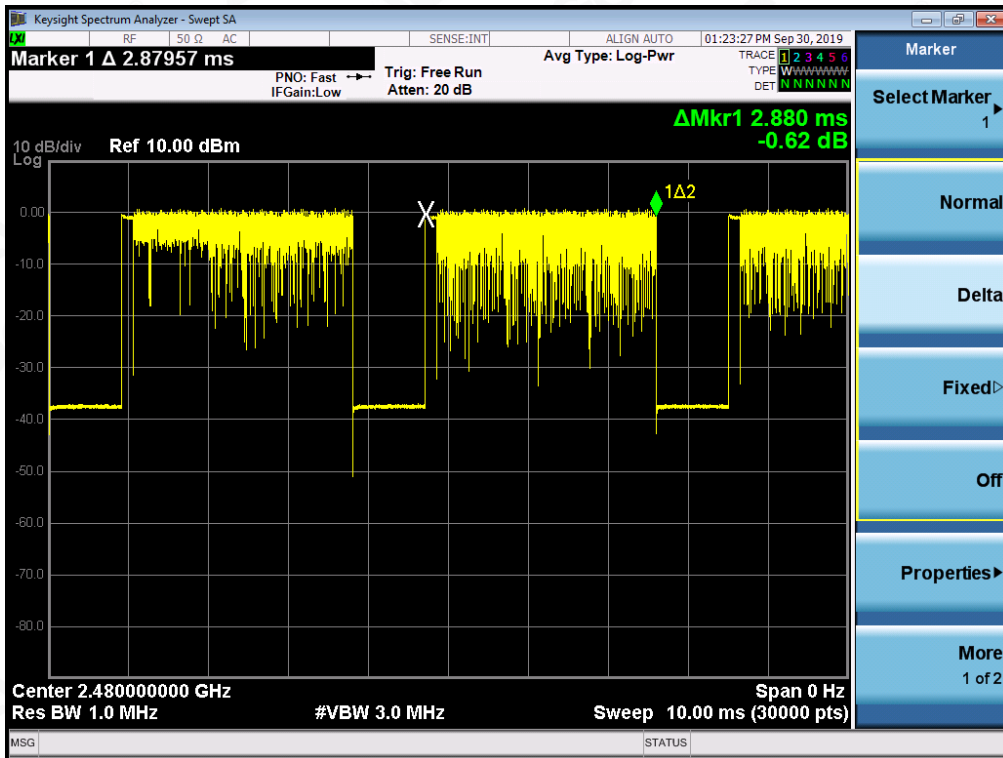 Keysight Spectrum Analyzer - Swept SA
LXI RF 50 Ω AC SENSE:INT ALIGN AUTO 01:23:27 PM Sep 30, 2019
Marker 1 Δ 2.87957 ms
PNO: Fast
IFGain:Low
Trig: Free Run
Atten: 20 dB
Avg Type: Log-Pwr
TRACE 1 2 3 4 5 6
TYPE WWWWWW
DET N N N N N N
ΔMkr1 2.880 ms
-0.62 dB
10 dB/div Ref 10.00 dBm
Log
1Δ2
X
0.00
-10.0
-20.0
-30.0
-40.0
-50.0
-60.0
-70.0
-80.0
Center 2.480000000 GHz Span 0 Hz
Res BW 1.0 MHz #VBW 3.0 MHz Sweep 10.00 ms (30000 pts)
MSG STATUS
Marker
Select Marker
1
Normal
Delta
Fixed
Off
Properties
More
1 of 2